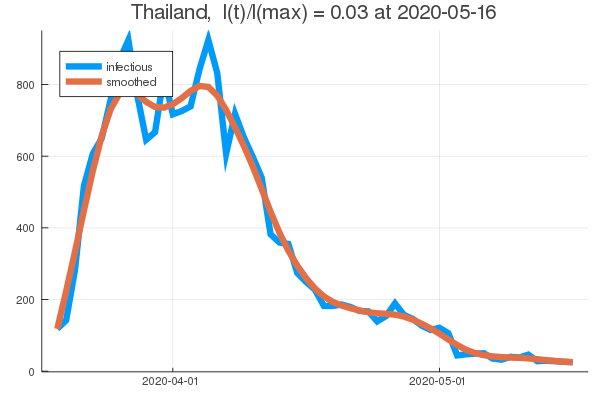 Thailand,  I(t)/I(max) = 0.03 at 2020-05-16
infectious
smoothed
800
600
400
200
0
2020-04-01 2020-05-01